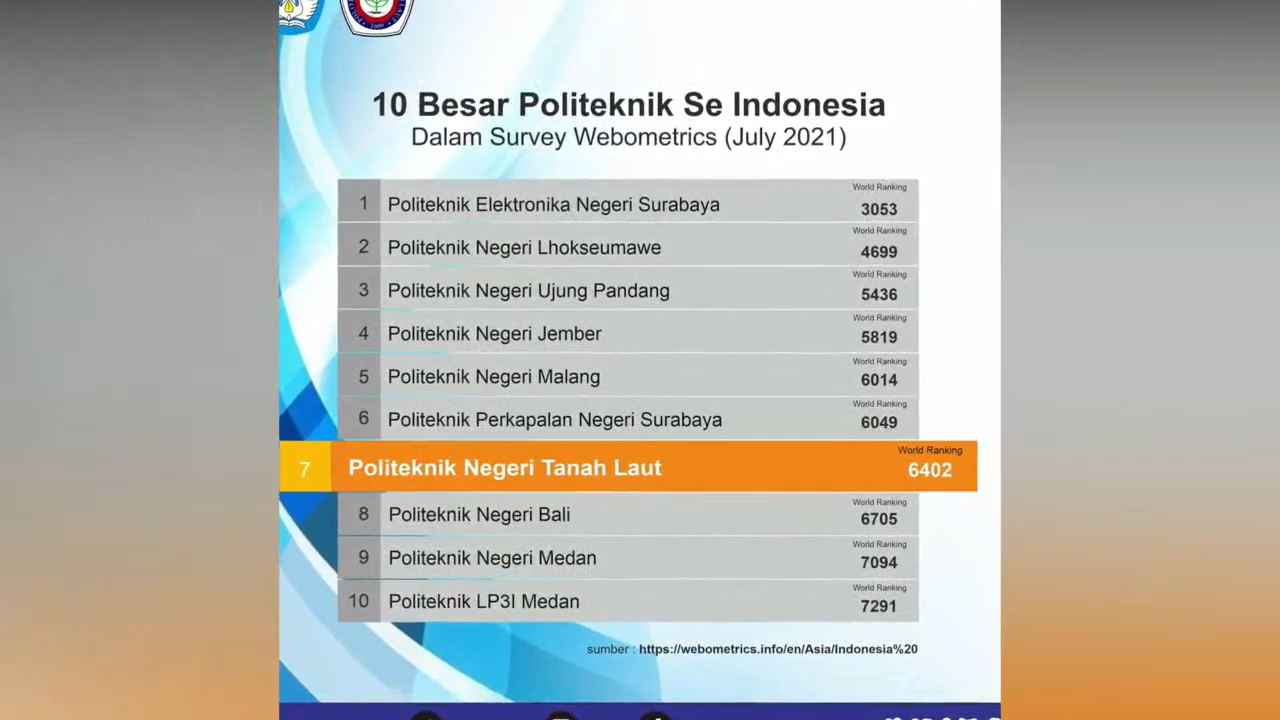 2009
10 Besar Politeknik Se Indonesia
Dalam Survey Webometrics (July 2021)
1 Politeknik Elektronika Negeri Surabaya World Ranking 3053
2 Politeknik Negeri Lhokseumawe World Ranking 4699
3 Politeknik Negeri Ujung Pandang World Ranking 5436
4 Politeknik Negeri Jember World Ranking 5819
5 Politeknik Negeri Malang World Ranking 6014
6 Politeknik Perkapalan Negeri Surabaya World Ranking 6049
7 Politeknik Negeri Tanah Laut World Ranking 6402
8 Politeknik Negeri Bali World Ranking 6705
9 Politeknik Negeri Medan World Ranking 7094
10 Politeknik LP3I Medan World Ranking 7291
sumber : https://webometrics.info/en/Asia/Indonesia%20